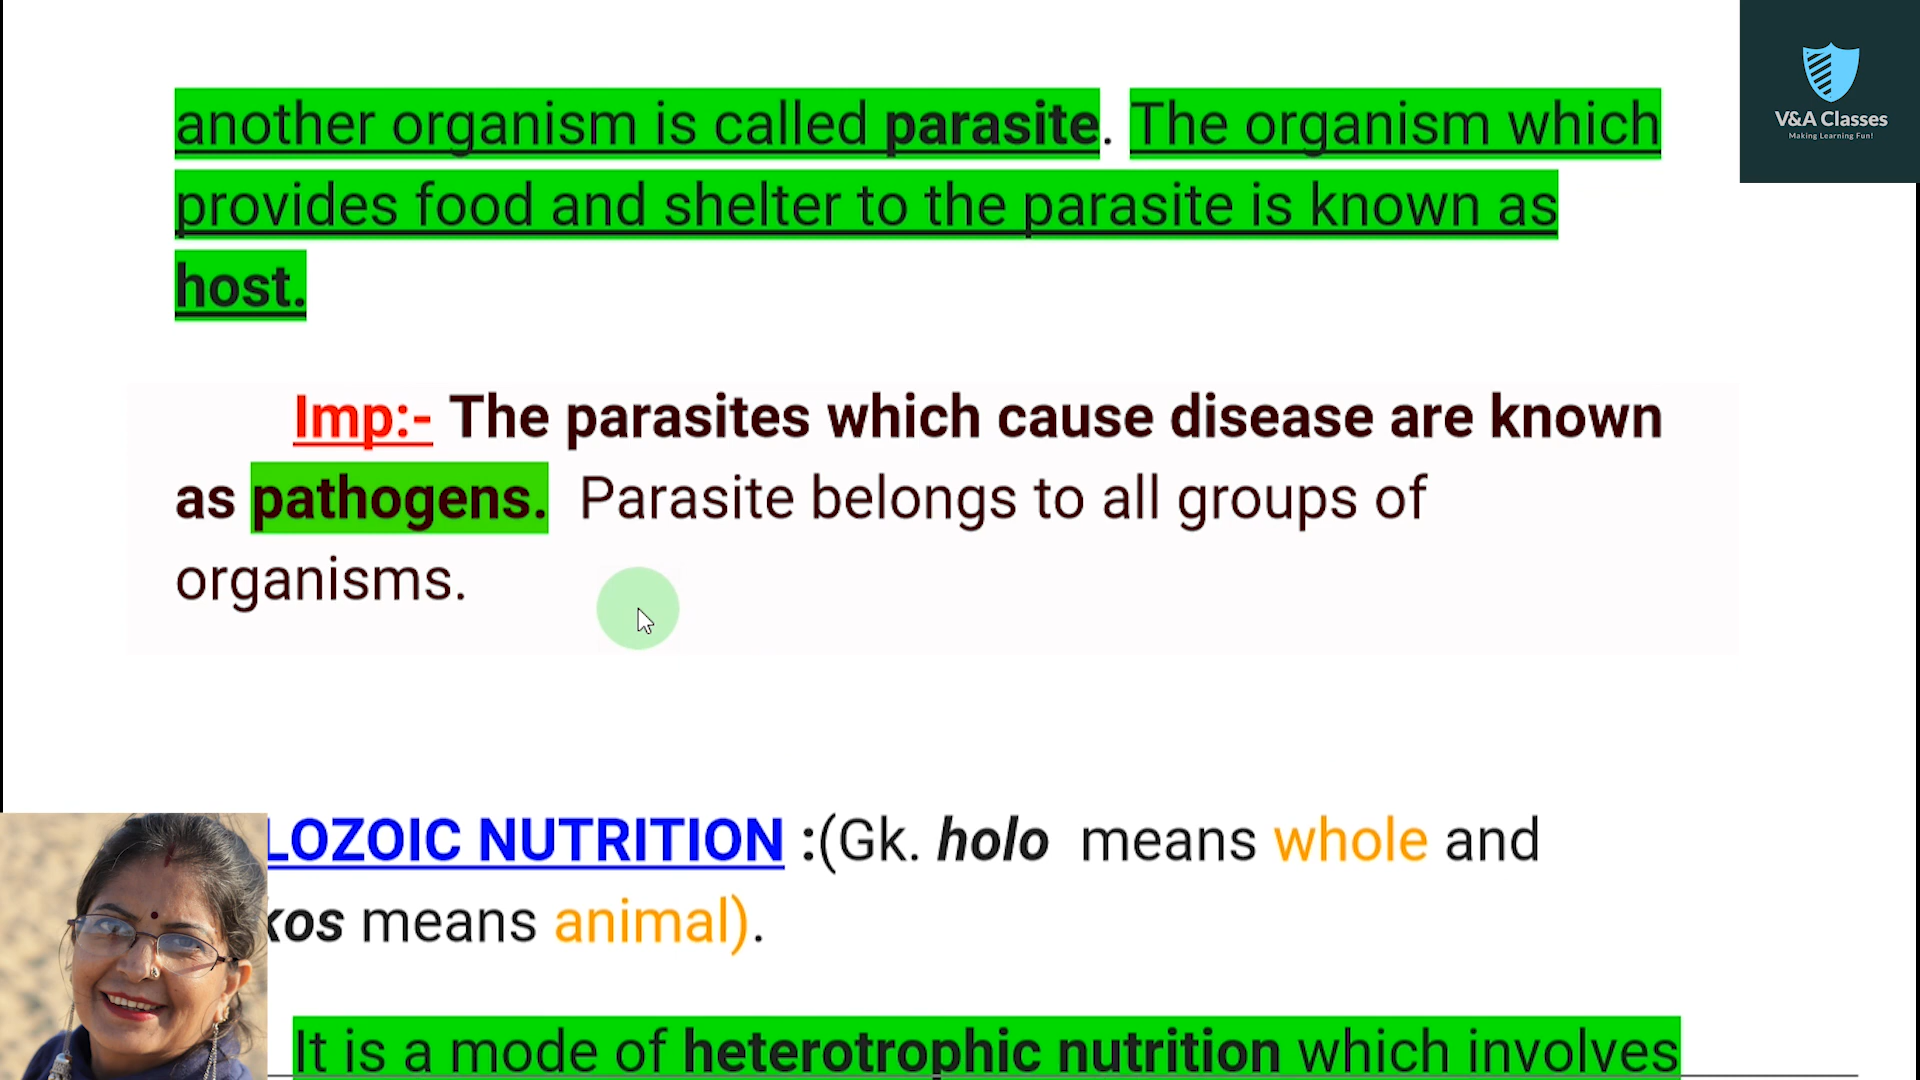 another organism is called parasite. The organism which
provides food and shelter to the parasite is known as
host.
Imp:- The parasites which cause disease are known
as pathogens. Parasite belongs to all groups of
organisms.
LOZOIC NUTRITION :(Gk. holo means whole and
kos means animal).
It is a mode of heterotrophic nutrition which involves
V&A Classes
Making Learning Fun!